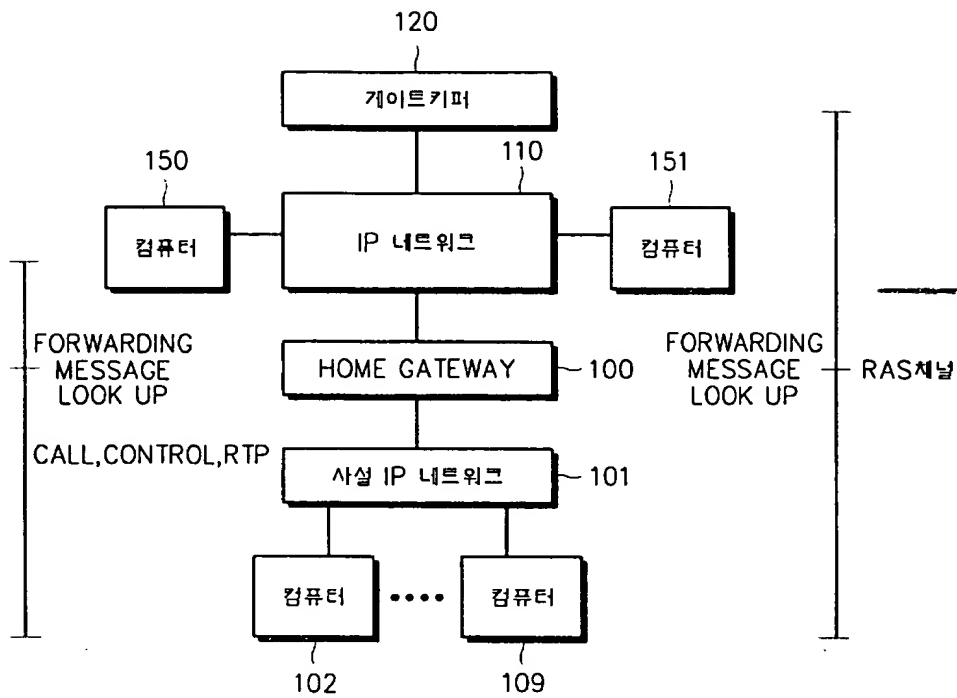 120
게이트키퍼
150
110
151
컴퓨터
IP 네트워크
컴퓨터
FORWARDING
MESSAGE
LOOK UP
HOME GATEWAY
100
FORWARDING
MESSAGE
LOOK UP
RAS채널
CALL,CONTROL,RTP
사설 IP 네트워크
101
컴퓨터
컴퓨터
102
109